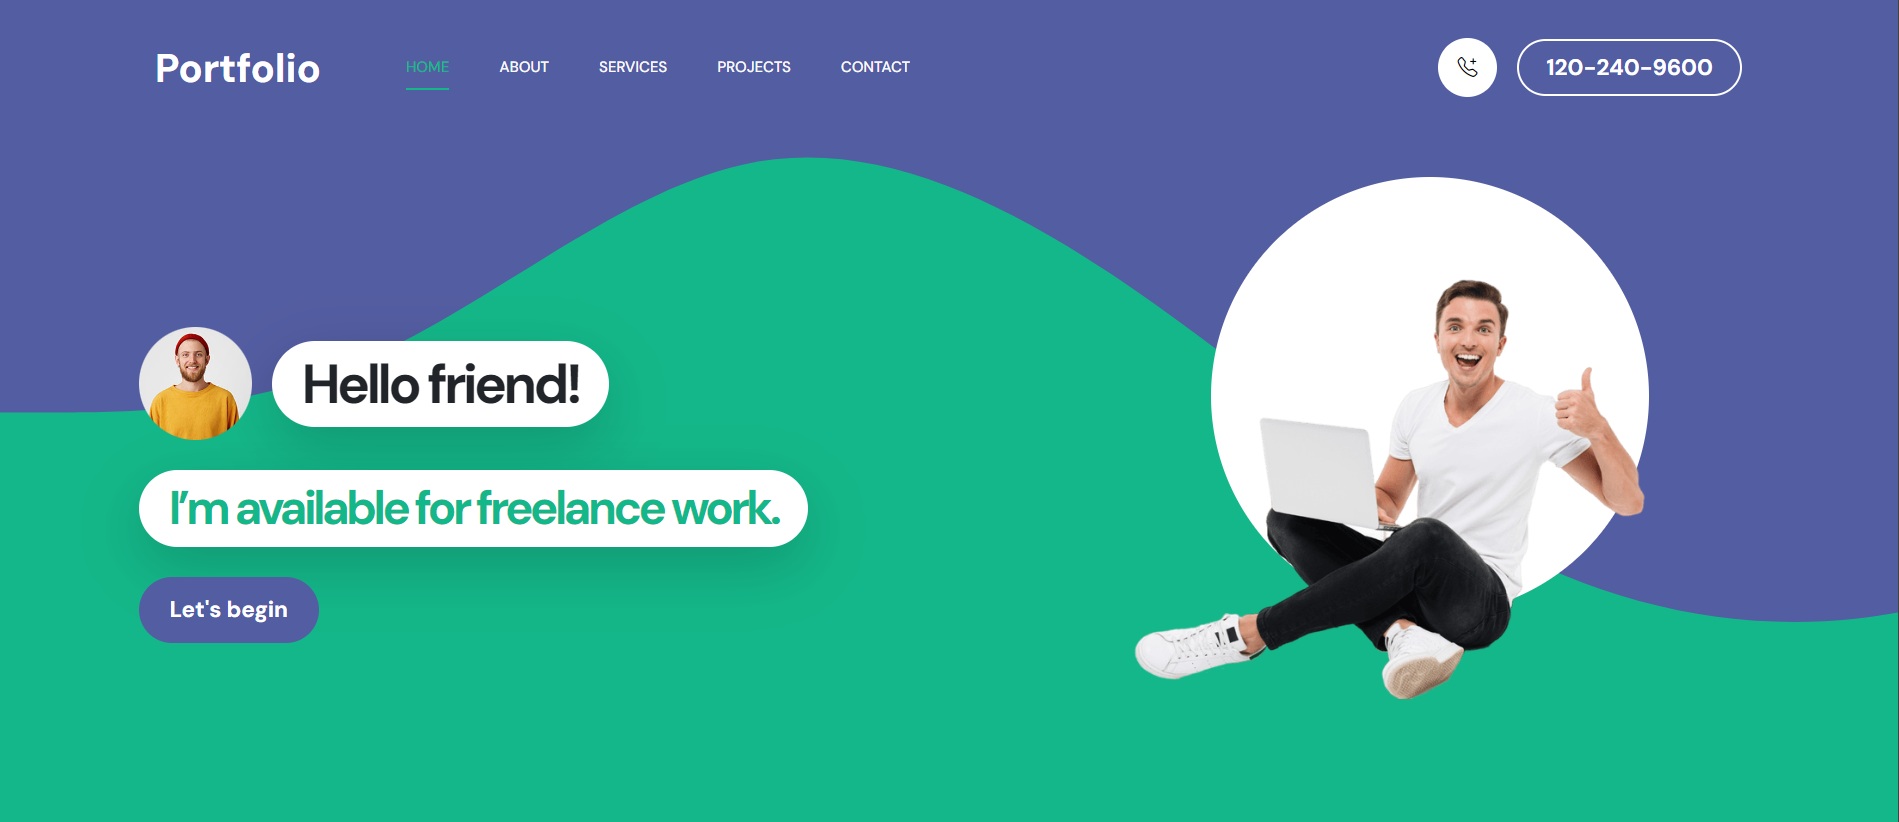 Portfolio
HOME ABOUT SERVICES PROJECTS CONTACT
120-240-9600
Hello friend!
I’m available for freelance work.
Let's begin